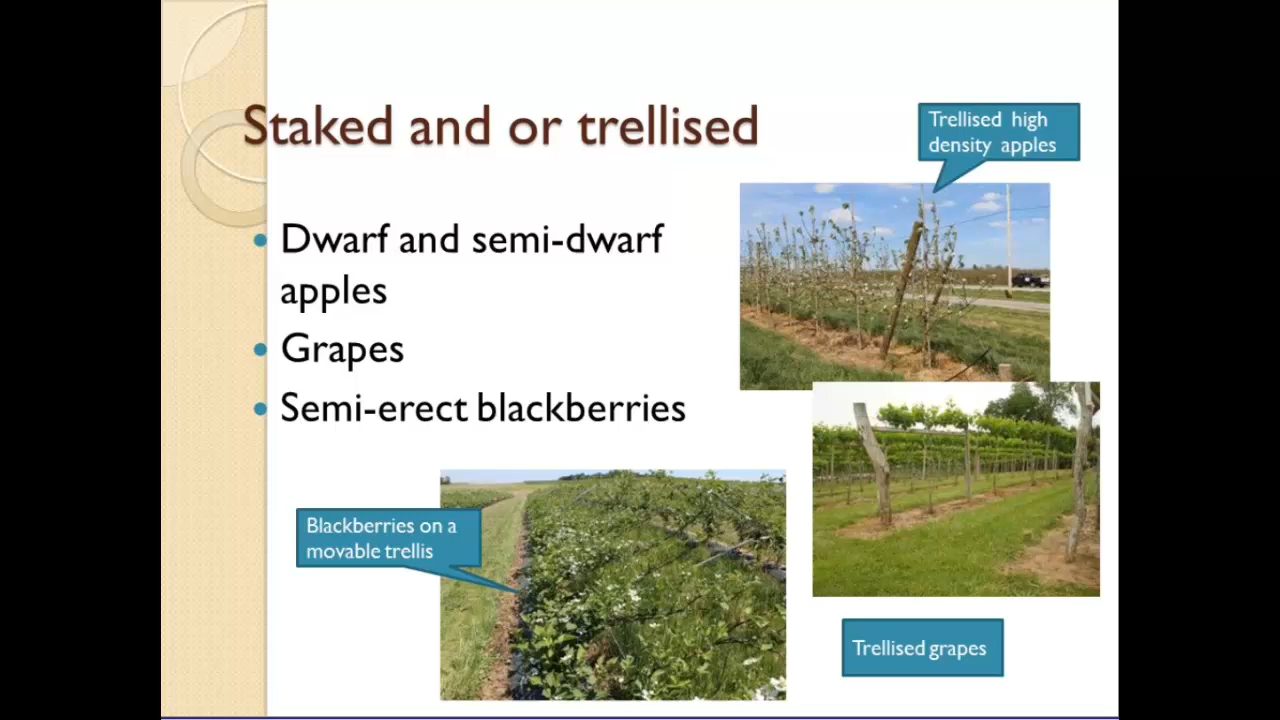 Staked and or trellised
Trellised high
density apples
Dwarf and semi-dwarf
apples
Grapes
Semi-erect blackberries
Blackberries on a
movable trellis
Trellised grapes